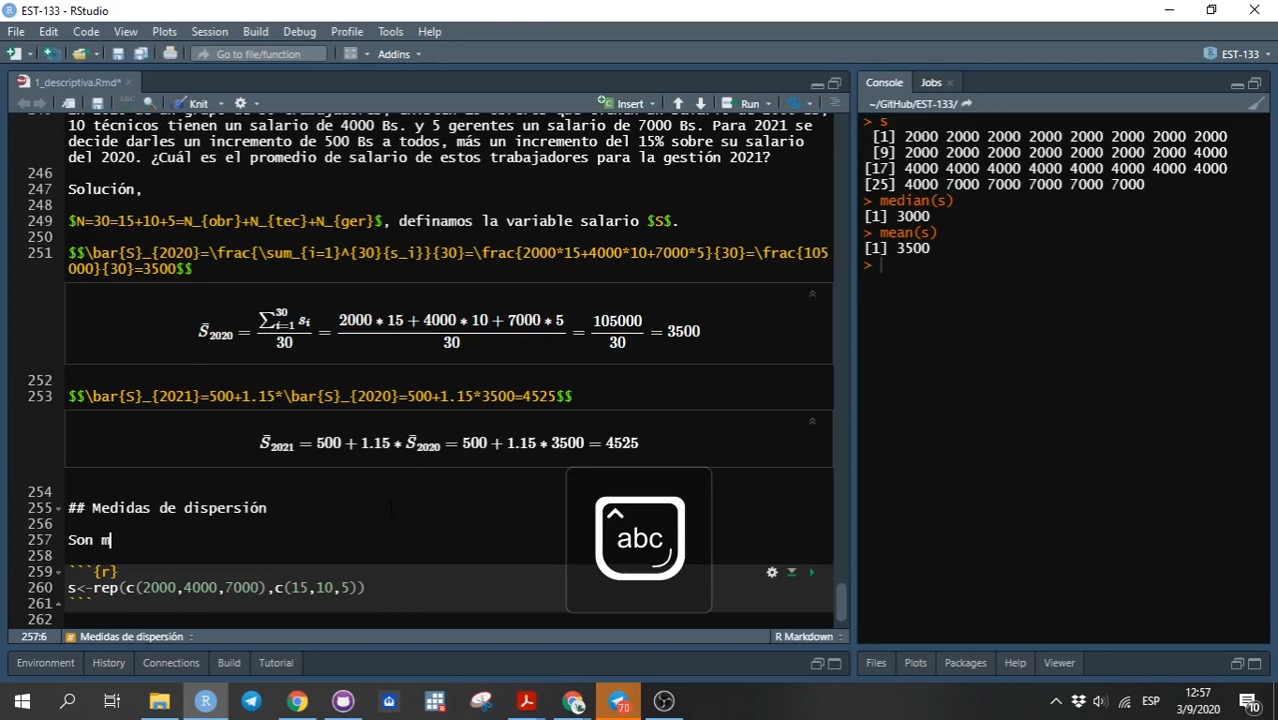 EST-133 - RStudio
File Edit Code View Plots Session Build Debug Profile Tools Help
Go to file/function Addins EST-133
1_descriptiva.Rmd*
ABC Knit Insert Run
10 técnicos tienen un salario de 4000 Bs. y 5 gerentes un salario de 7000 Bs. Para 2021 se
decide darles un incremento de 500 Bs a todos, más un incremento del 15% sobre su salario
del 2020. ¿Cuál es el promedio de salario de estos trabajadores para la gestión 2021?
246
247 Solución,
248
249 $N=30=15+10+5=N_{obr}+N_{tec}+N_{ger}$, definamos la variable salario $S$.
250
251 $$\bar{S}_{2020}=\frac{\sum_{i=1}^{30}{s_i}}{30}=\frac{2000*15+4000*10+7000*5}{30}=\frac{105
000}{30}=3500$$
S̄2020 = ∑30 i=1 si / 30 = 2000 * 15 + 4000 * 10 + 7000 * 5 / 30 = 105000 / 30 = 3500
252
253 $$\bar{S}_{2021}=500+1.15*\bar{S}_{2020}=500+1.15*3500=4525$$
S̄2021 = 500 + 1.15 * S̄2020 = 500 + 1.15 * 3500 = 4525
254
255 ## Medidas de dispersión
256
257 Son m
258
259 ```{r}
260 s<-rep(c(2000,4000,7000),c(15,10,5))
261 ```
262
abc
257:6 # Medidas de dispersión R Markdown
Environment History Connections Build Tutorial
Console Jobs
~/GitHub/EST-133/
> s
[1] 2000 2000 2000 2000 2000 2000 2000 2000
[9] 2000 2000 2000 2000 2000 2000 2000 4000
[17] 4000 4000 4000 4000 4000 4000 4000 4000
[25] 4000 7000 7000 7000 7000 7000
> median(s)
[1] 3000
> mean(s)
[1] 3500
>
Files Plots Packages Help Viewer
70
ESP
12:57
3/9/2020
10